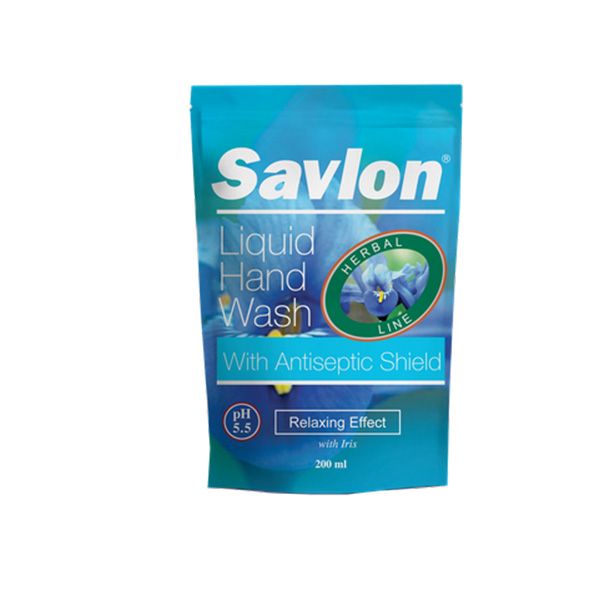 Savlon®
Liquid
Hand
Wash
HERBAL
LINE
With Antiseptic Shield
pH
5.5
Relaxing Effect
with Iris
200 ml